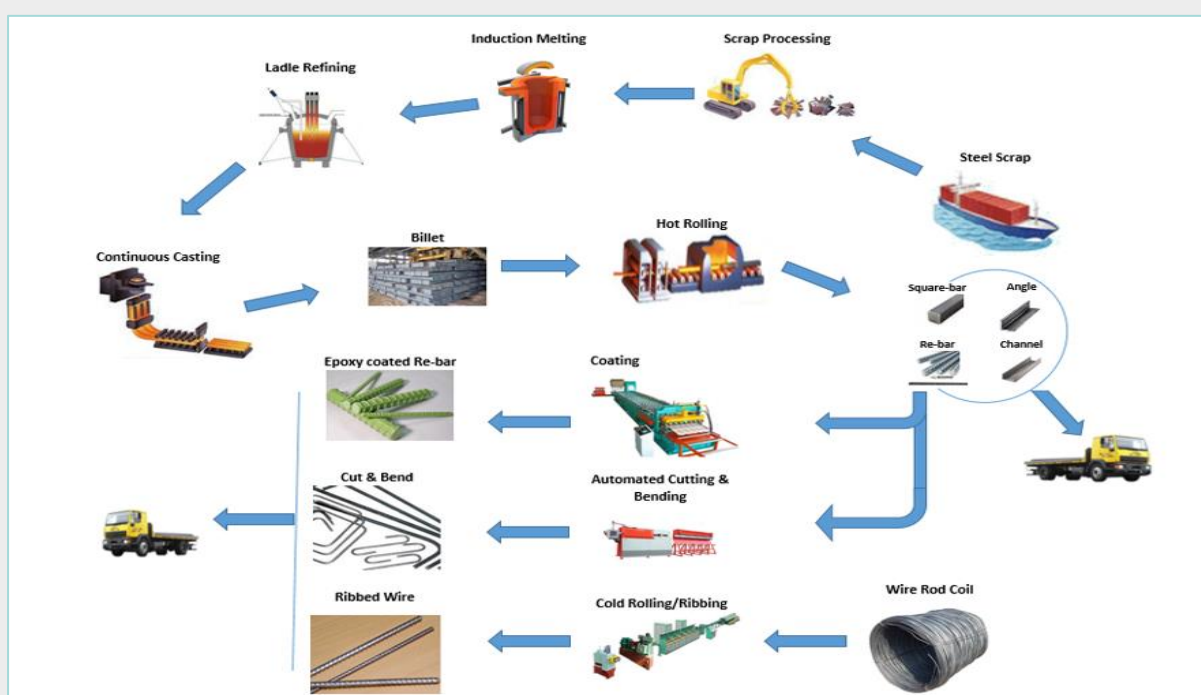 Induction Melting
Scrap Processing
Ladle Refining
Steel Scrap
Continuous Casting
Billet
Hot Rolling
Square-bar
Angle
Re-bar
Channel
Epoxy coated Re-bar
Coating
Cut & Bend
Automated Cutting &
Bending
Ribbed Wire
Cold Rolling/Ribbing
Wire Rod Coil